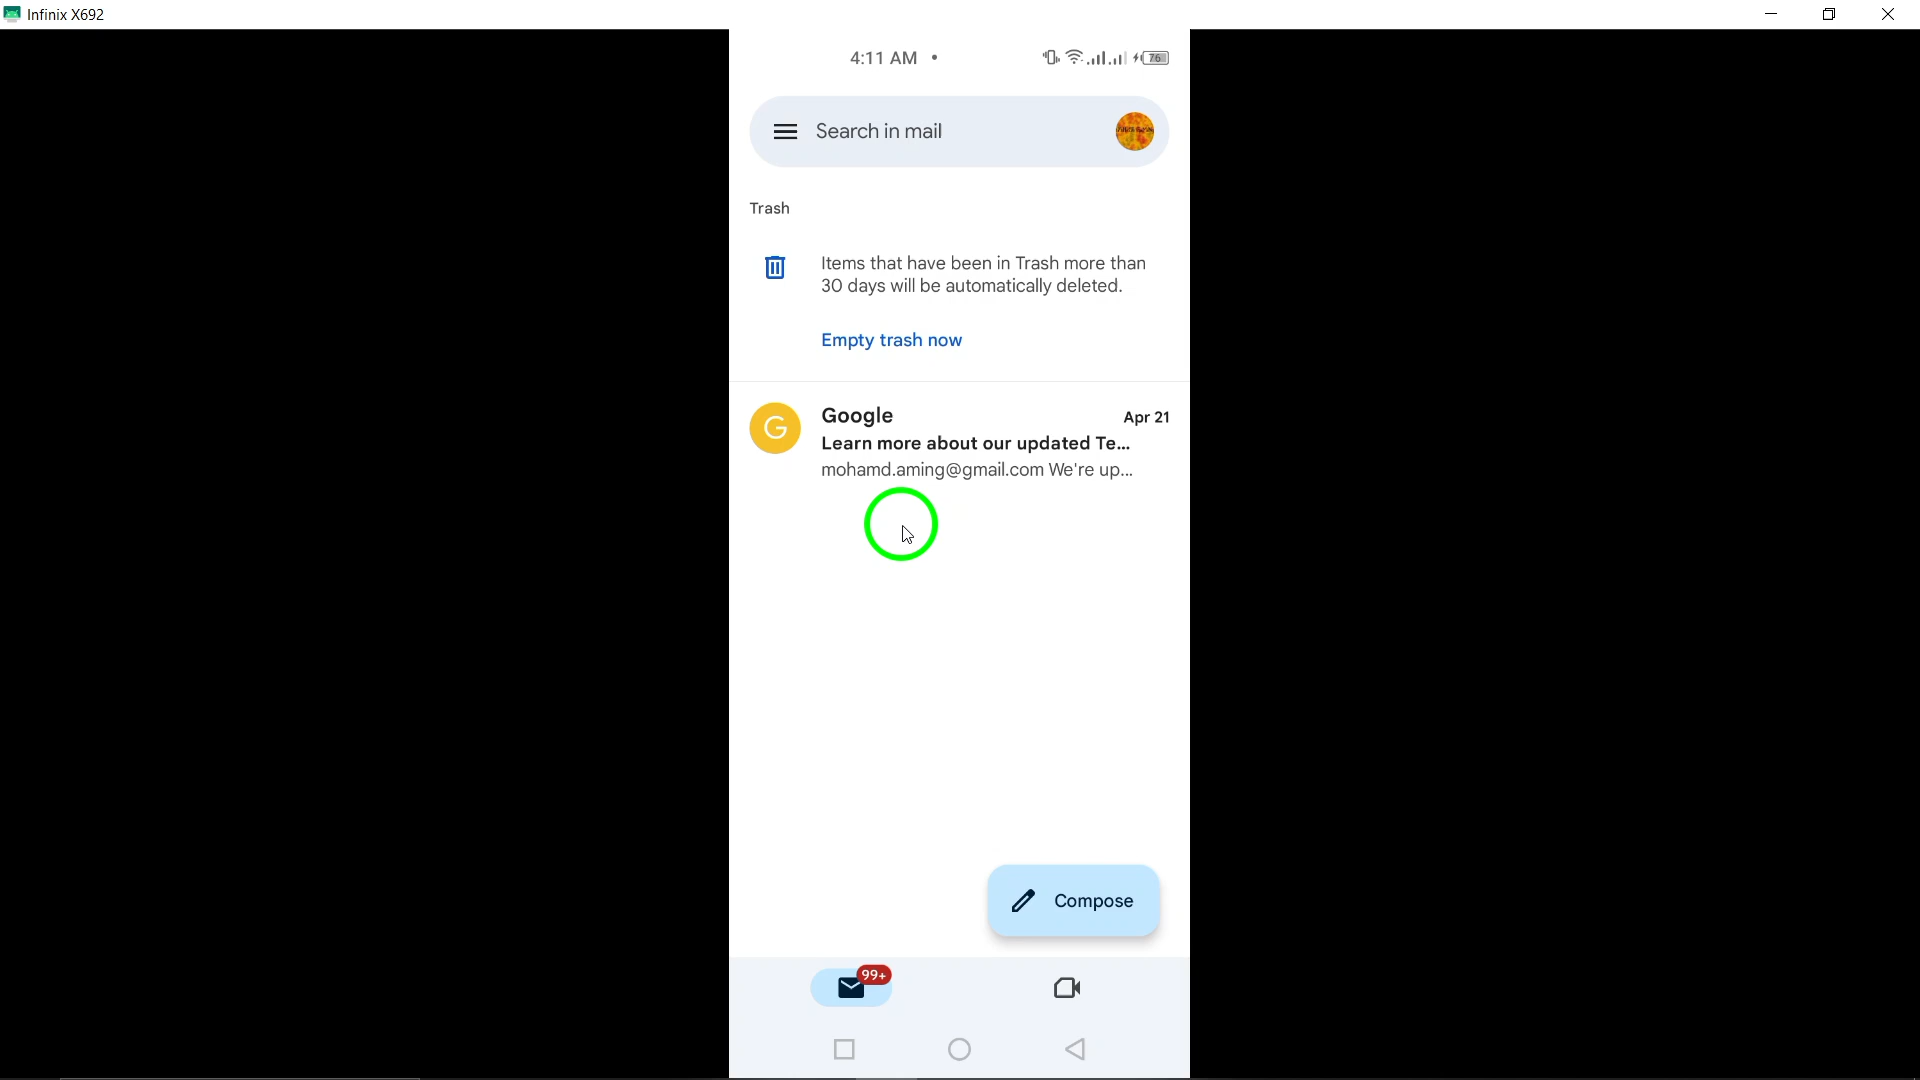 Infinix X692
4:11 AM
76
Search in mail
Trash
Items that have been in Trash more than
30 days will be automatically deleted.
Empty trash now
G
Google
Apr 21
Learn more about our updated Te...
mohamd.aming@gmail.com We're up...
Compose
99+